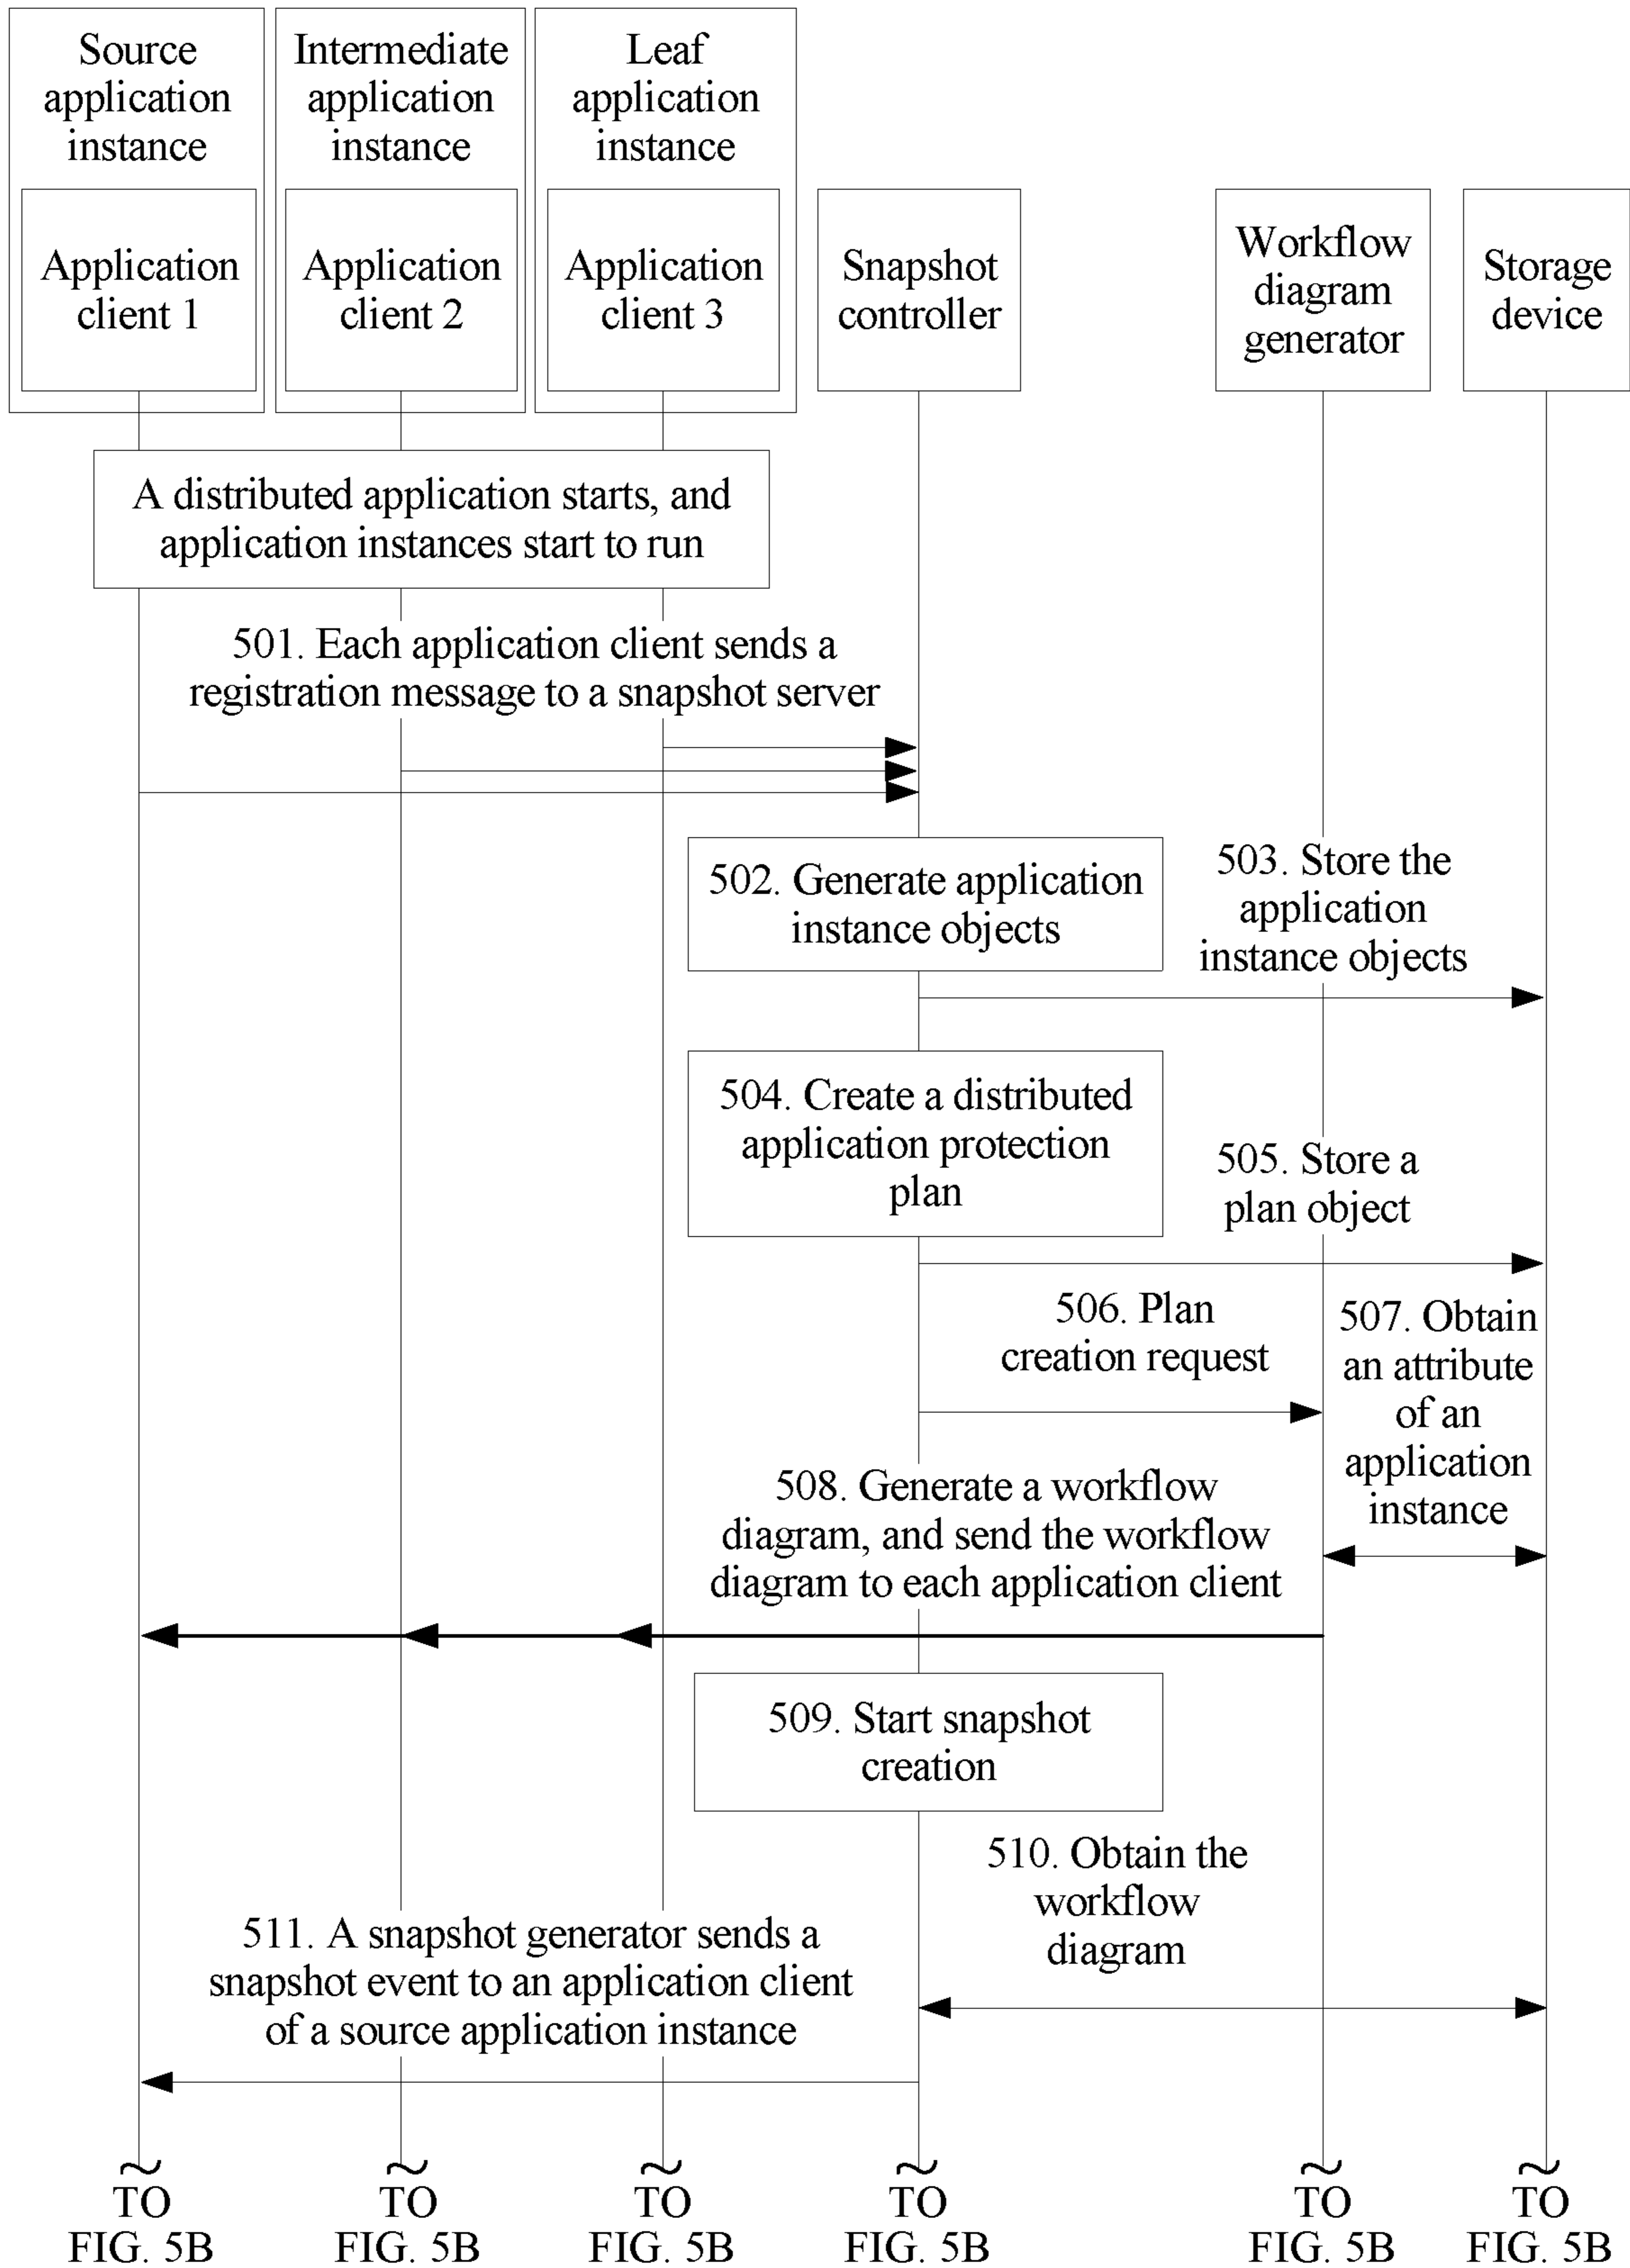 Source
application
instance
Intermediate
application
instance
Leaf
application
instance
Application
client 1
Application
client 2
Application
client 3
Snapshot
controller
Workflow
diagram
generator
Storage
device
A distributed application starts, and
application instances start to run
501. Each application client sends a
registration message to a snapshot server
502. Generate application
instance objects
503. Store the
application
instance objects
504. Create a distributed
application protection
plan
505. Store a
plan object
506. Plan
creation request
507. Obtain
an attribute
of an
application
instance
508. Generate a workflow
diagram, and send the workflow
diagram to each application client
509. Start snapshot
creation
510. Obtain the
workflow
diagram
511. A snapshot generator sends a
snapshot event to an application client
of a source application instance
TO
FIG. 5B
TO
FIG. 5B
TO
FIG. 5B
TO
FIG. 5B
TO
FIG. 5B
TO
FIG. 5B